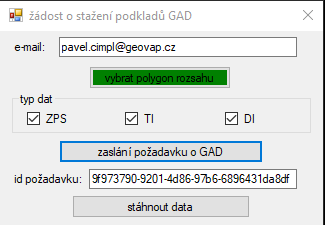 žádost o stažení podkladů GAD
e-mail: pavel.cimpl@geovap.cz
vybrat polygon rozsahu
typ dat
ZPS TI DI
zaslání požadavku o GAD
id požadavku: 9f973790-9201-4d86-97b6-6896431da8df
stáhnout data